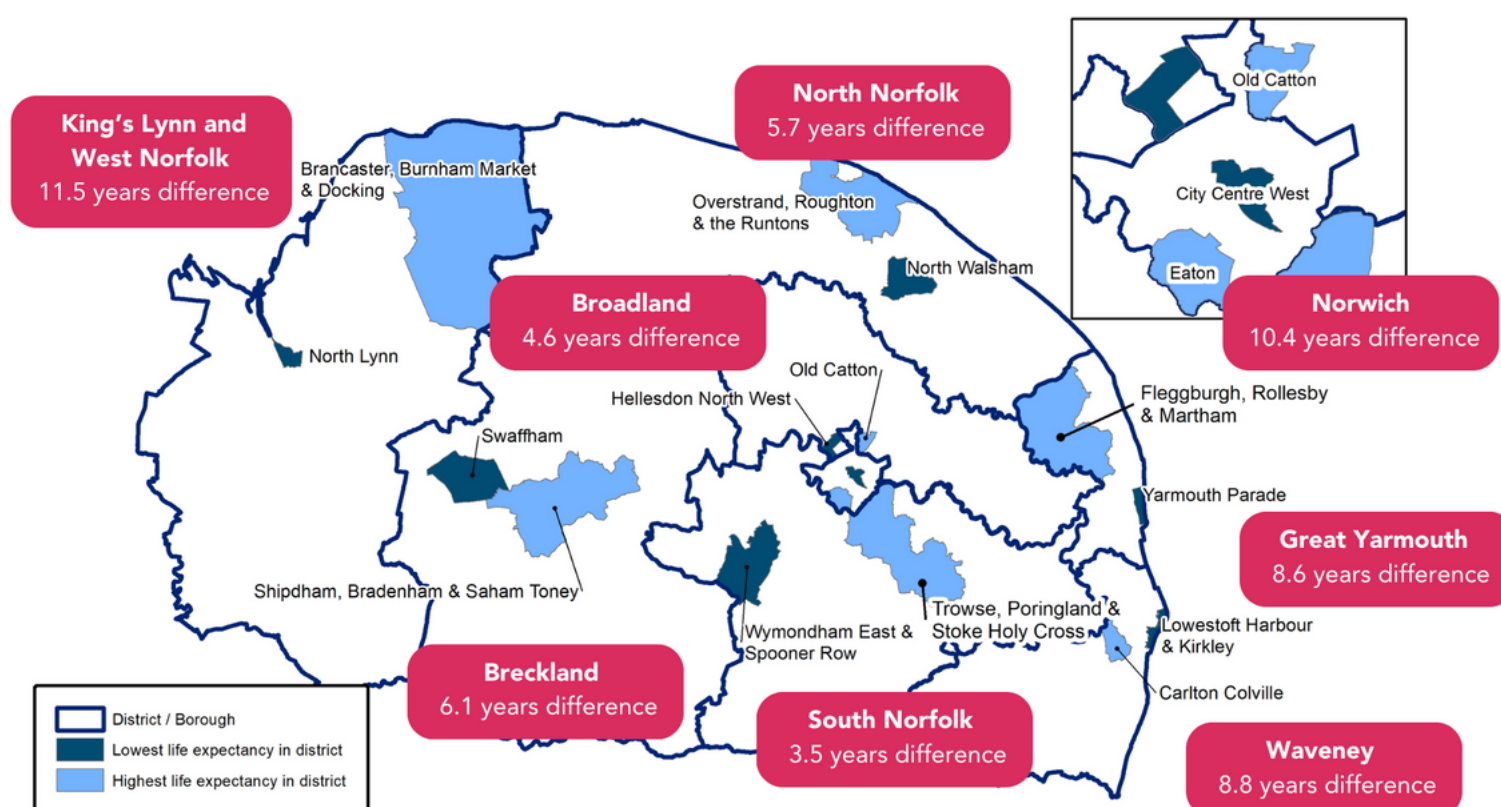 King's Lynn and
West Norfolk
11.5 years difference
Brancaster, Burnham Market
& Docking
North Norfolk
5.7 years difference
Overstrand, Roughton
& the Runtons
Old Catton
City Centre West
Eaton
Norwich
10.4 years difference
North Walsham
Broadland
4.6 years difference
North Lynn
Old Catton
Hellesdon North West
Fleggburgh, Rollesby
& Martham
Swaffham
Yarmouth Parade
Great Yarmouth
8.6 years difference
Shipdham, Bradenham & Saham Toney
Trowse, Poringland &
Stoke Holy Cross
Wymondham East &
Spooner Row
Lowestoft Harbour
& Kirkley
Carlton Colville
Breckland
6.1 years difference
South Norfolk
3.5 years difference
Waveney
8.8 years difference
District / Borough
Lowest life expectancy in district
Highest life expectancy in district